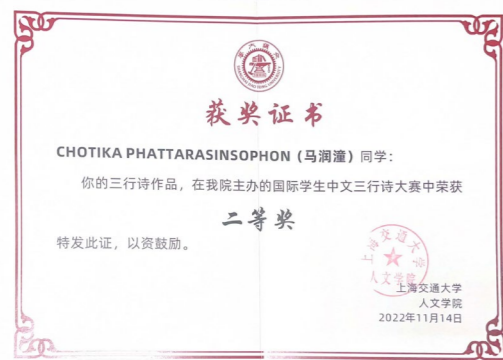 获奖证书
CHOTIKA PHATTARASINSOPHON（马润潼）同学：
你的三行诗作品，在我院主办的国际学生中文三行诗大赛中荣获
二等奖
特发此证，以资鼓励。
上海交通大学
人文学院
上海交通大学
人文学院
2022年11月14日